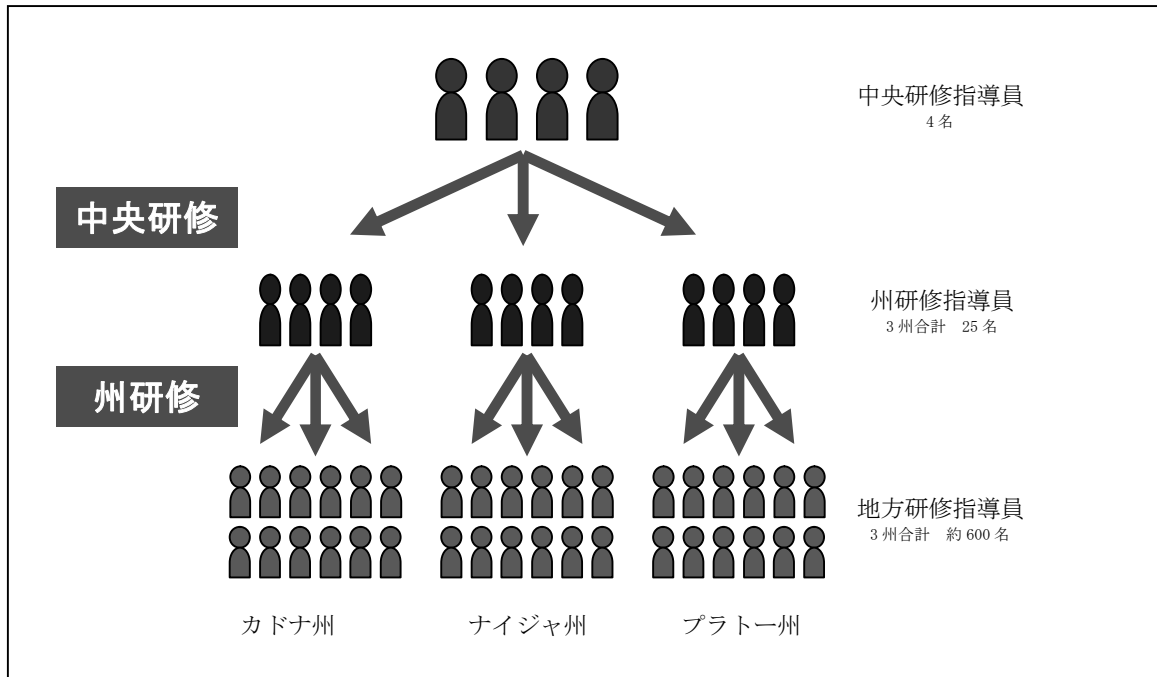 中央研修指導員
4名
中央研修
州研修指導員
3州合計 25名
州研修
地方研修指導員
3州合計 約600名
カドナ州 ナイジャ州 プラトー州